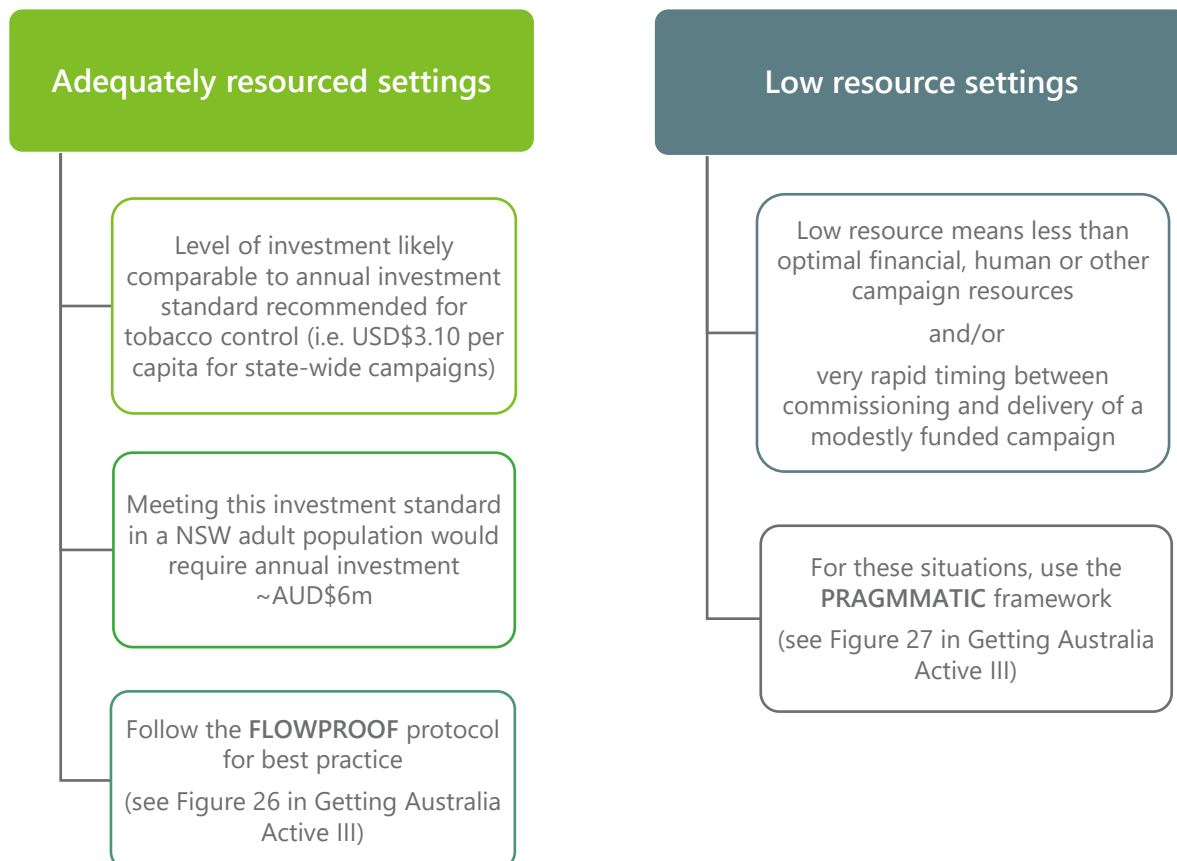 Adequately resourced settings
Level of investment likely
comparable to annual investment
standard recommended for
tobacco control (i.e. USD$3.10 per
capita for state-wide campaigns)
Meeting this investment standard
in a NSW adult population would
require annual investment
~AUD$6m
Follow the FLOWPROOF protocol
for best practice
(see Figure 26 in Getting Australia
Active III)
Low resource settings
Low resource means less than
optimal financial, human or other
campaign resources
and/or
very rapid timing between
commissioning and delivery of a
modestly funded campaign
For these situations, use the
PRAGMMATIC framework
(see Figure 27 in Getting Australia
Active III)